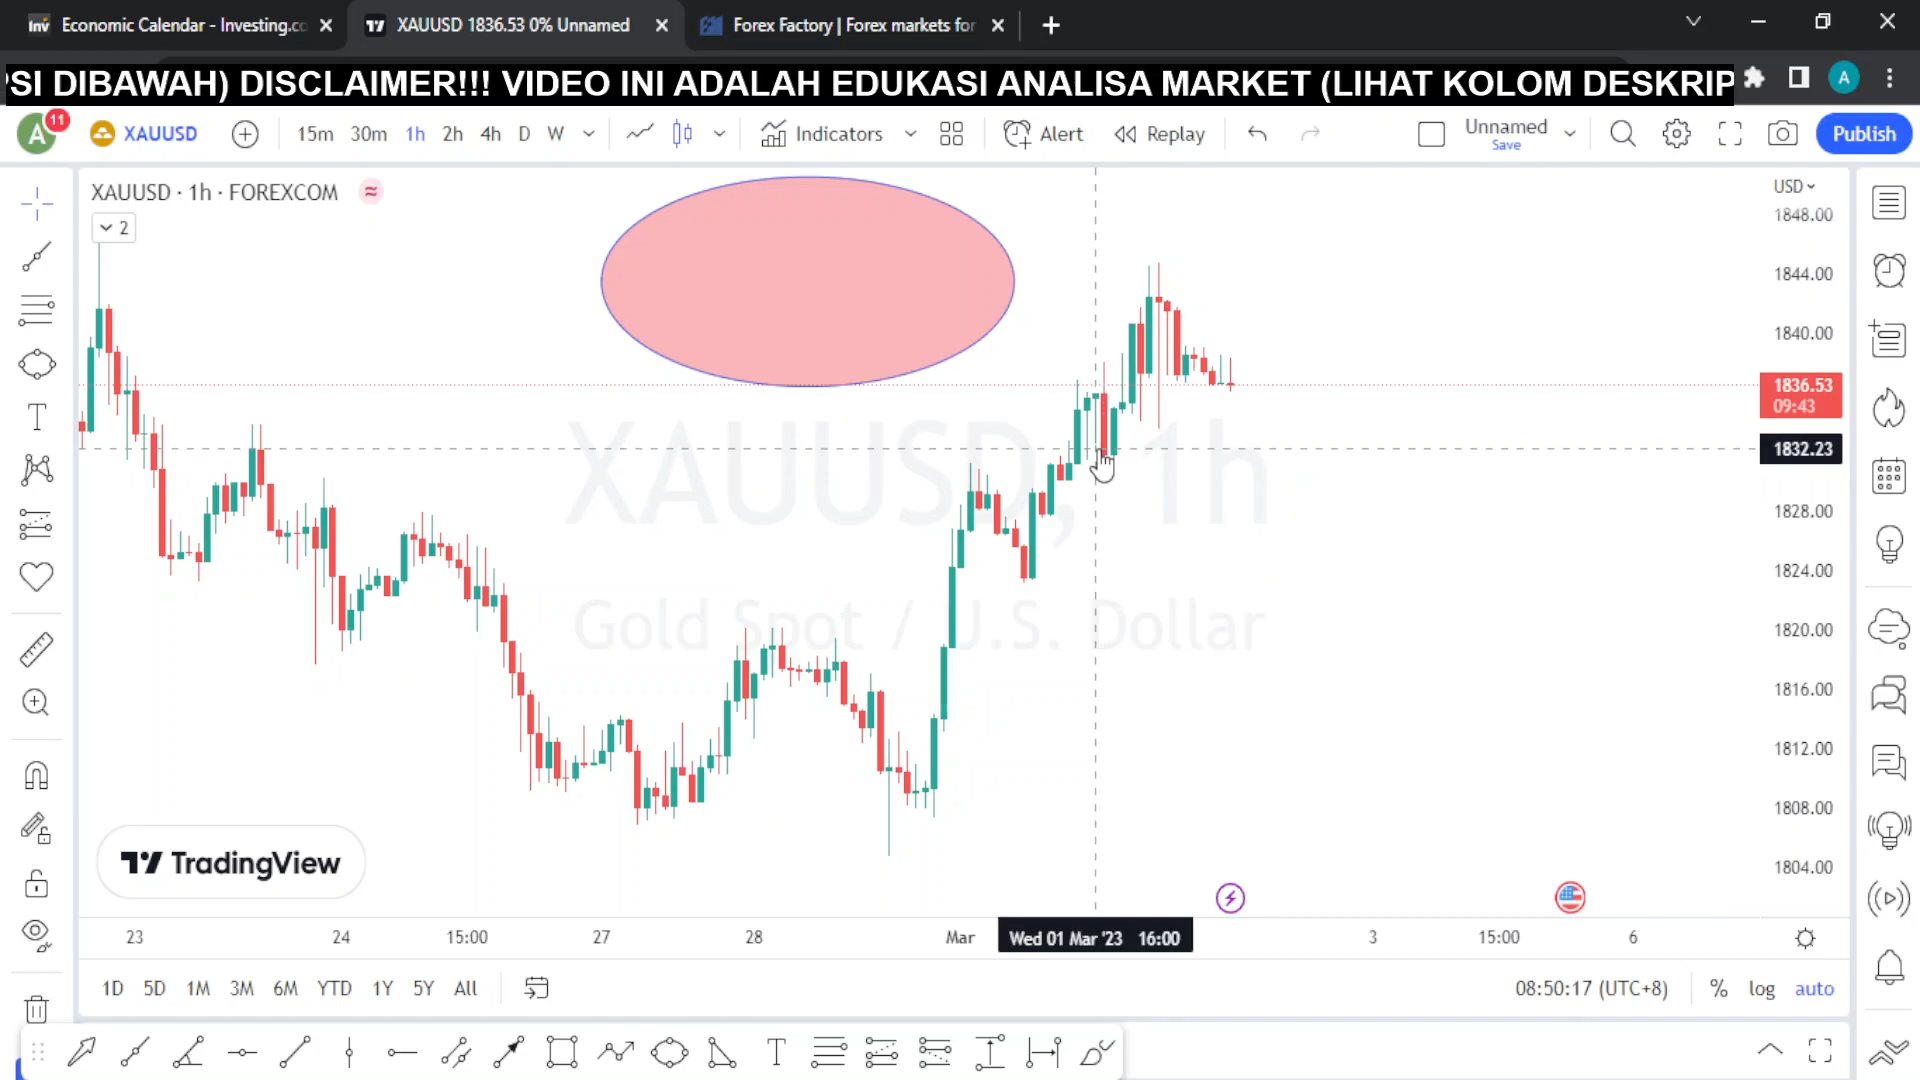 Inv Economic Calendar - Investing.co
XAUUSD 1836.53 0% Unnamed
Forex Factory | Forex markets for
PSI DIBAWAH) DISCLAIMER!!! VIDEO INI ADALAH EDUKASI ANALISA MARKET (LIHAT KOLOM DESKRIP
A
A 11
XAUUSD
15m 30m 1h 2h 4h D W
Indicators
Alert
Replay
Unnamed
Save
Publish
XAUUSD · 1h · FOREXCOM
2
USD
1848.00
1844.00
1840.00
1836.53
09:43
1832.23
1828.00
1824.00
1820.00
1816.00
1812.00
1808.00
1804.00
XAUUSD, 1h
Gold Spot / U.S. Dollar
TradingView
23 24 15:00 27 28 Mar Wed 01 Mar '23 16:00 3 15:00 6
1D 5D 1M 3M 6M YTD 1Y 5Y All
08:50:17 (UTC+8) % log auto